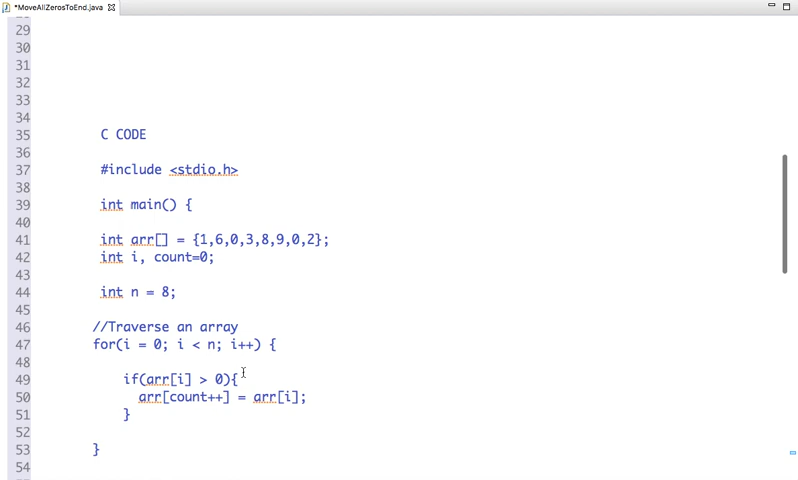 *MoveAllZerosToEnd.java
29
30
31
32
33
34
35 C CODE
36
37 #include <stdio.h>
38
39 int main() {
40
41 int arr[] = {1,6,0,3,8,9,0,2};
42 int i, count=0;
43
44 int n = 8;
45
46 //Traverse an array
47 for(i = 0; i < n; i++) {
48
49 if(arr[i] > 0){
50 arr[count++] = arr[i];
51 }
52
53 }
54